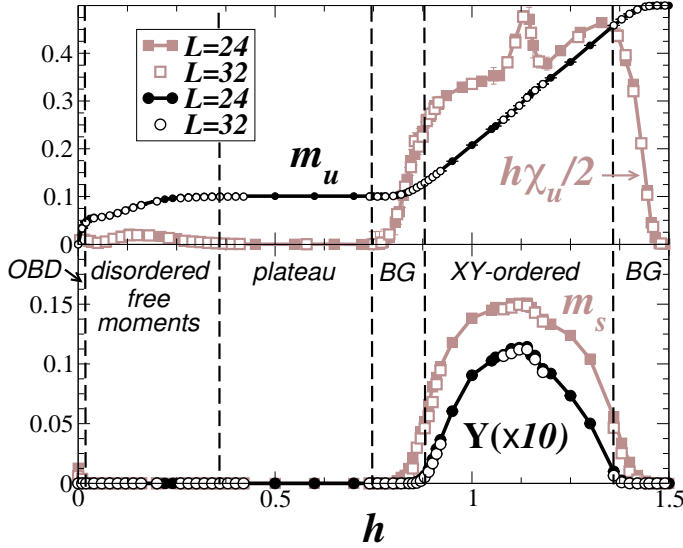 0.4
0.3
0.2
0.1
0
L=24
L=32
L=24
L=32
m_u
hχ_u/2
OBD
disordered
free
moments
plateau
BG
XY-ordered
BG
0.15
0.1
0.05
0
m_s
Y(x10)
0
0.5
1
1.5
h